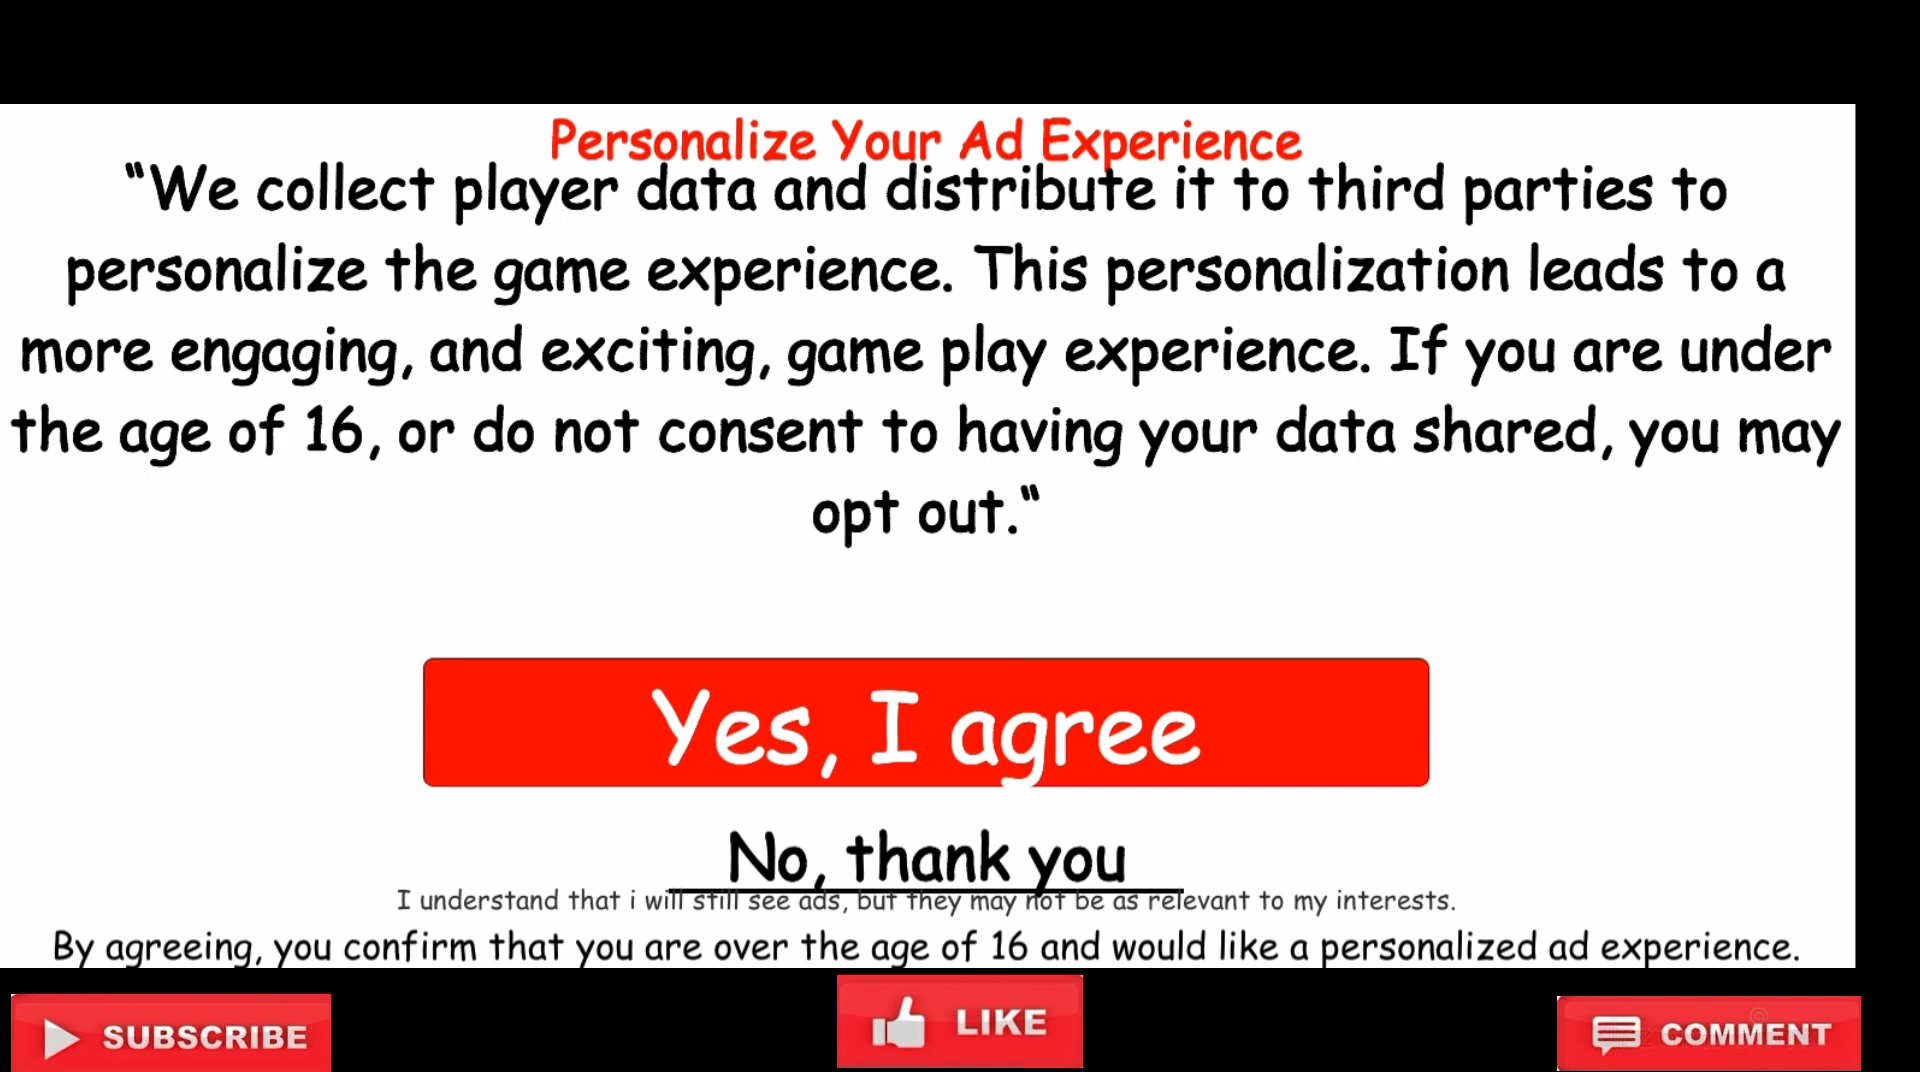 Personalize Your Ad Experience
“We collect player data and distribute it to third parties to
personalize the game experience. This personalization leads to a
more engaging, and exciting, game play experience. If you are under
the age of 16, or do not consent to having your data shared, you may
opt out.“
Yes, I agree
No, thank you
I understand that i will still see ads, but they may not be as relevant to my interests.
By agreeing, you confirm that you are over the age of 16 and would like a personalized ad experience.
SUBSCRIBE
LIKE
COMMENT